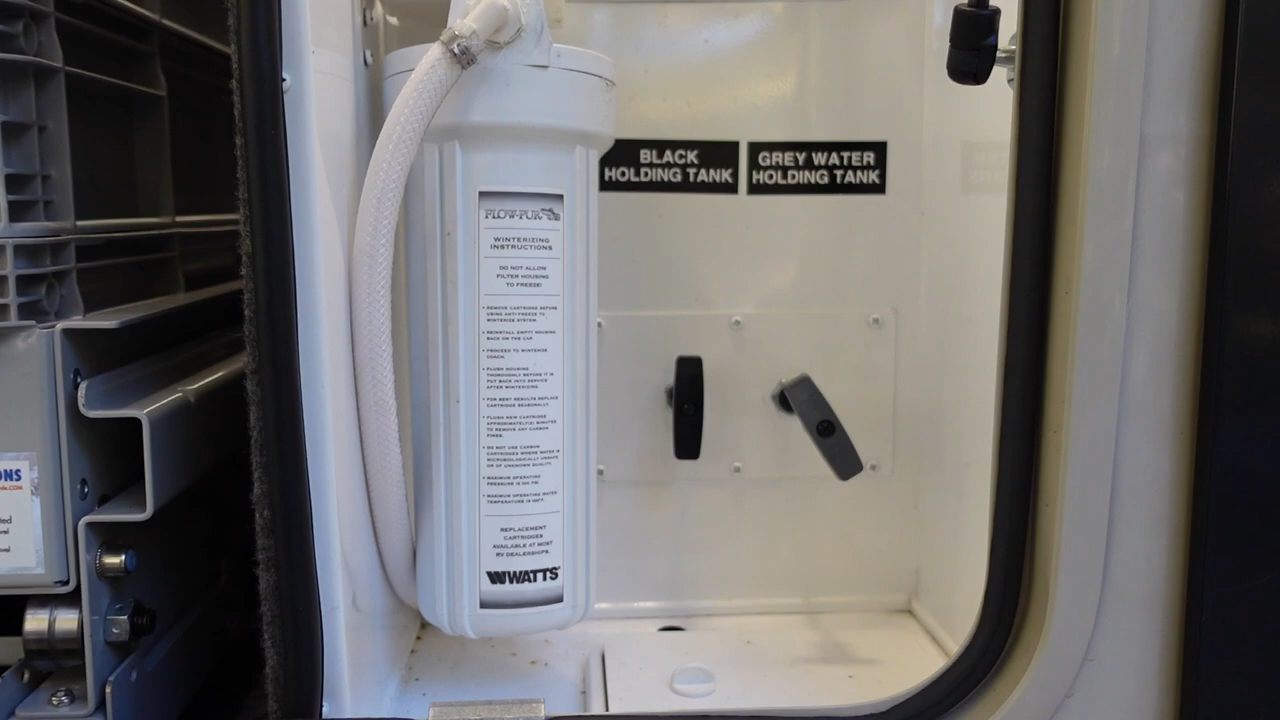 FLOW-PUR
WINTERIZING
INSTRUCTIONS
DO NOT ALLOW
FILTER HOUSING
TO FREEZE!
• REMOVE CARTRIDGE BEFORE
USING ANTI-FREEZE TO
WINTERIZE SYSTEM.
• REINSTALL EMPTY HOUSING
BACK ON THE CAP.
• PROCEED TO WINTERIZE
COACH.
• FLUSH HOUSING
THOROUGHLY BEFORE IT IS
PUT BACK INTO SERVICE
AFTER WINTERIZING.
• FOR BEST RESULTS REPLACE
CARTRIDGE SEASONALLY.
• FLUSH NEW CARTRIDGE
APPROXIMATELY(2) MINUTES
TO REMOVE ANY CARBON
FINES.
• DO NOT USE CARBON
CARTRIDGES WHERE WATER IS
MICROBIOLOGICALLY UNSAFE
OR OF UNKNOWN QUALITY.
• MAXIMUM OPERATING
PRESSURE IS 100 PSI
• MAXIMUM OPERATING WATER
TEMPERATURE IS 100°F
REPLACEMENT
CARTRIDGES
AVAILABLE AT MOST
RV DEALERSHIPS.
WATTS
BLACK
HOLDING TANK
GREY WATER
HOLDING TANK
ONS